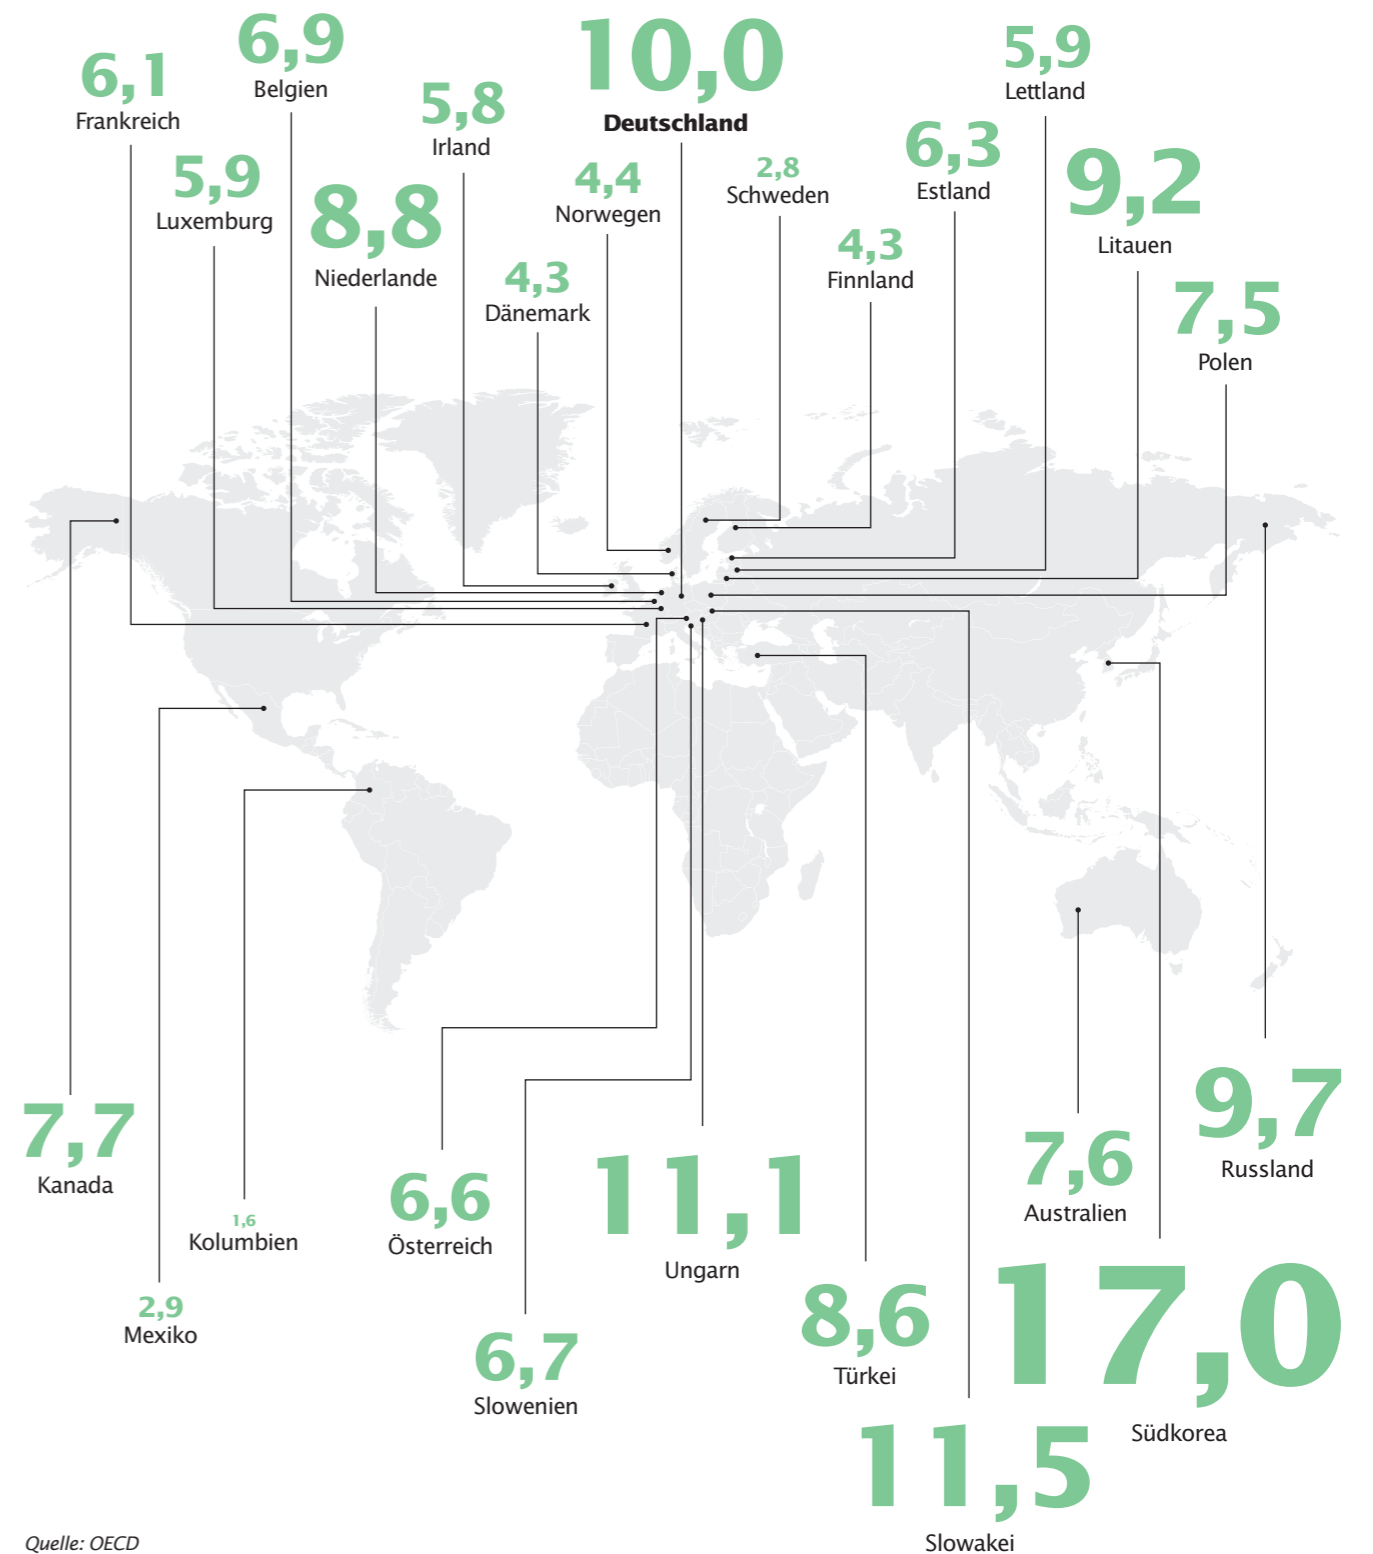 6,1
Frankreich
6,9
Belgien
5,9
Luxemburg
8,8
Niederlande
5,8
Irland
4,3
Dänemark
4,4
Norwegen
10,0
Deutschland
2,8
Schweden
4,3
Finnland
6,3
Estland
5,9
Lettland
9,2
Litauen
7,5
Polen
7,7
Kanada
2,9
Mexiko
1,6
Kolumbien
6,6
Österreich
6,7
Slowenien
11,1
Ungarn
8,6
Türkei
11,5
Slowakei
7,6
Australien
17,0
Südkorea
9,7
Russland
Quelle: OECD